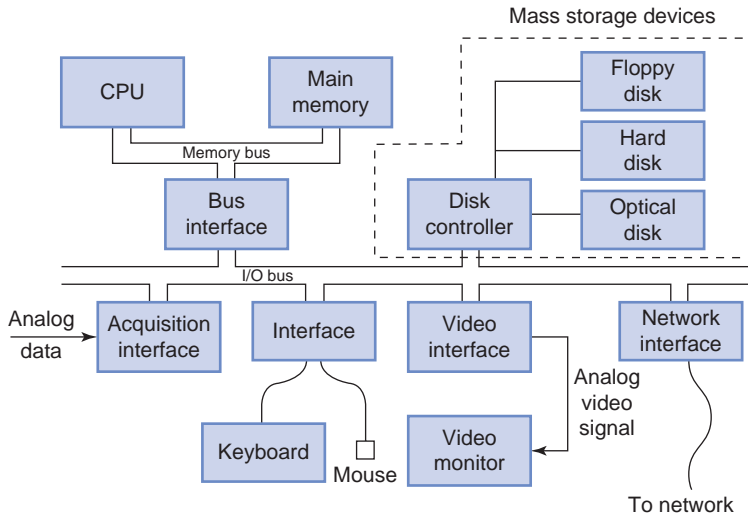 Mass storage devices
CPU
Main
memory
Floppy
disk
Hard
disk
Memory bus
Bus
interface
Disk
controller
Optical
disk
I/O bus
Analog
data
Acquisition
interface
Interface
Video
interface
Network
interface
Analog
video
signal
Keyboard
Mouse
Video
monitor
To network